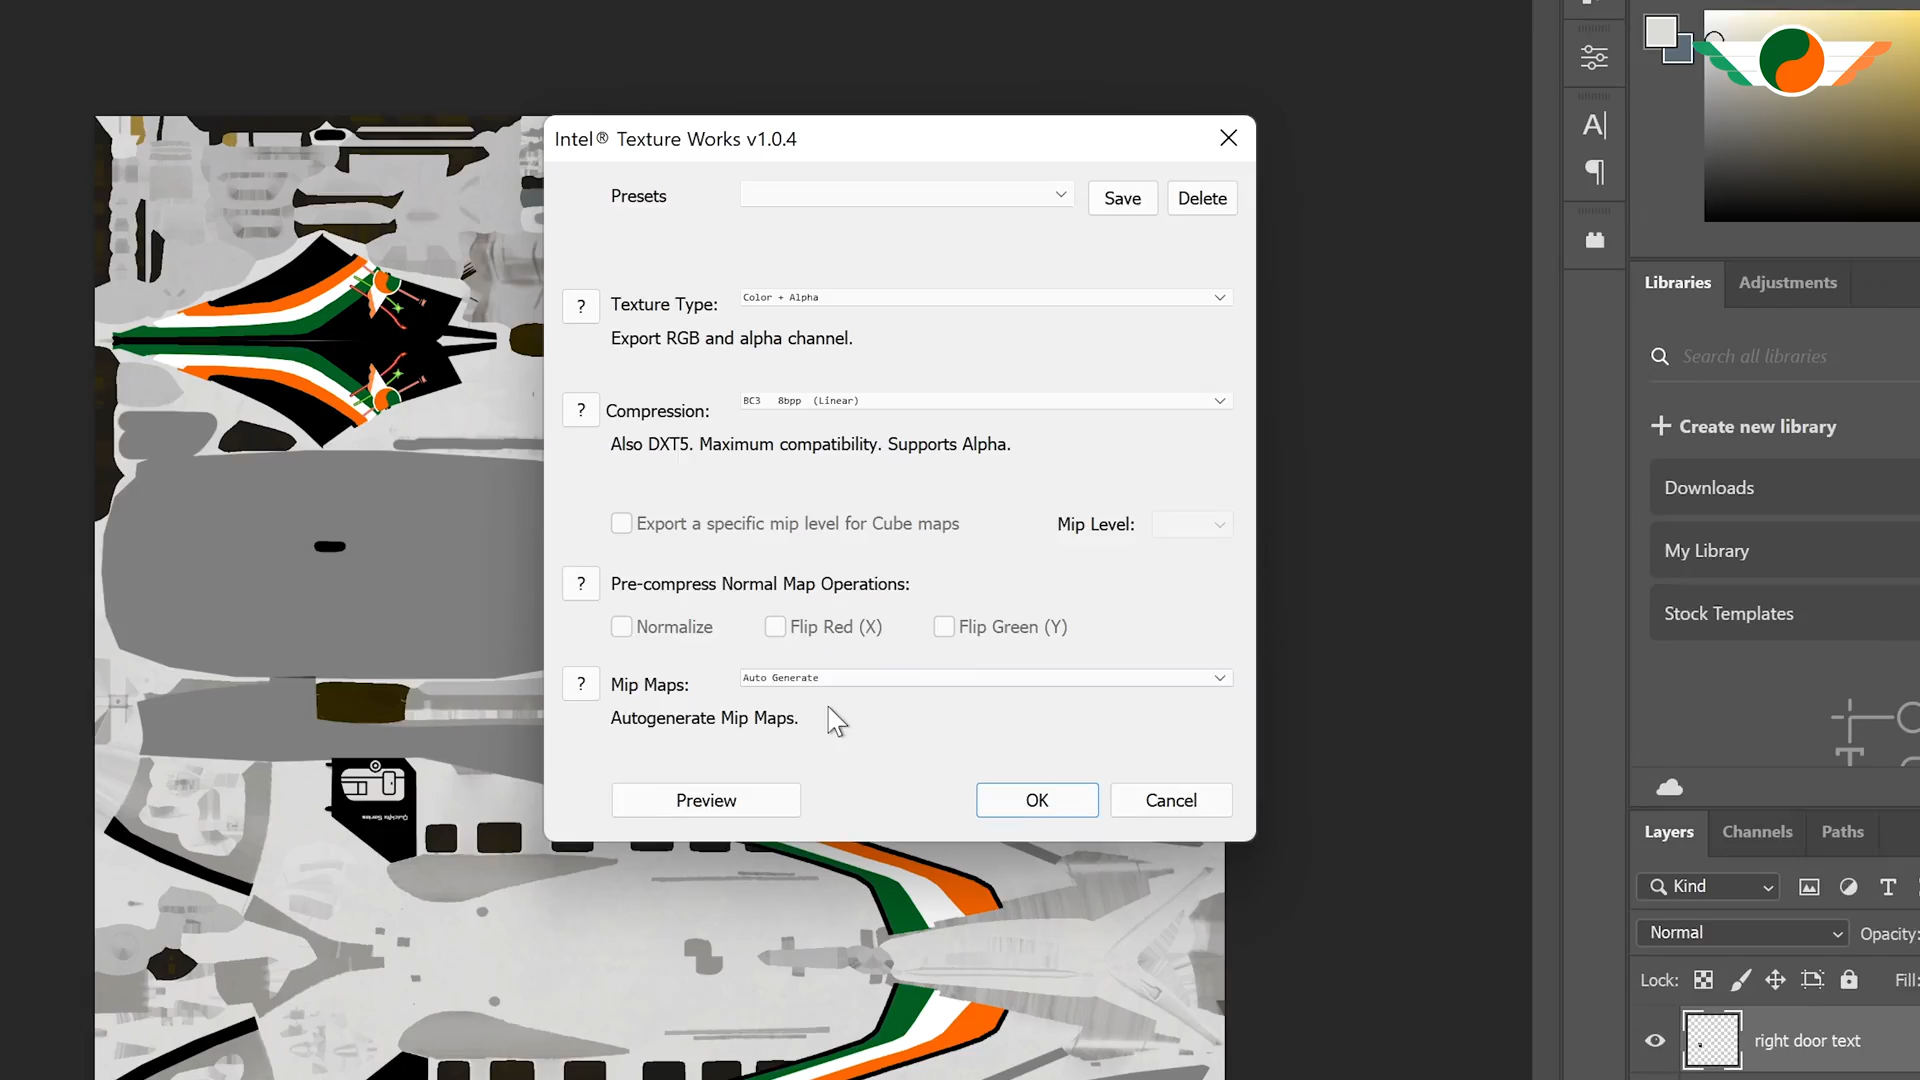 Intel® Texture Works v1.0.4
Presets
Save
Delete
? Texture Type: Color + Alpha
Export RGB and alpha channel.
? Compression: BC3 8bpp (Linear)
Also DXT5. Maximum compatibility. Supports Alpha.
Export a specific mip level for Cube maps
Mip Level:
? Pre-compress Normal Map Operations:
Normalize
Flip Red (X)
Flip Green (Y)
? Mip Maps: Auto Generate
Autogenerate Mip Maps.
Preview
OK
Cancel
A|
Libraries
Adjustments
Search all libraries
Create new library
Downloads
My Library
Stock Templates
Layers
Channels
Paths
Kind
T
Normal
Opacity:
Lock:
Fill:
right door text